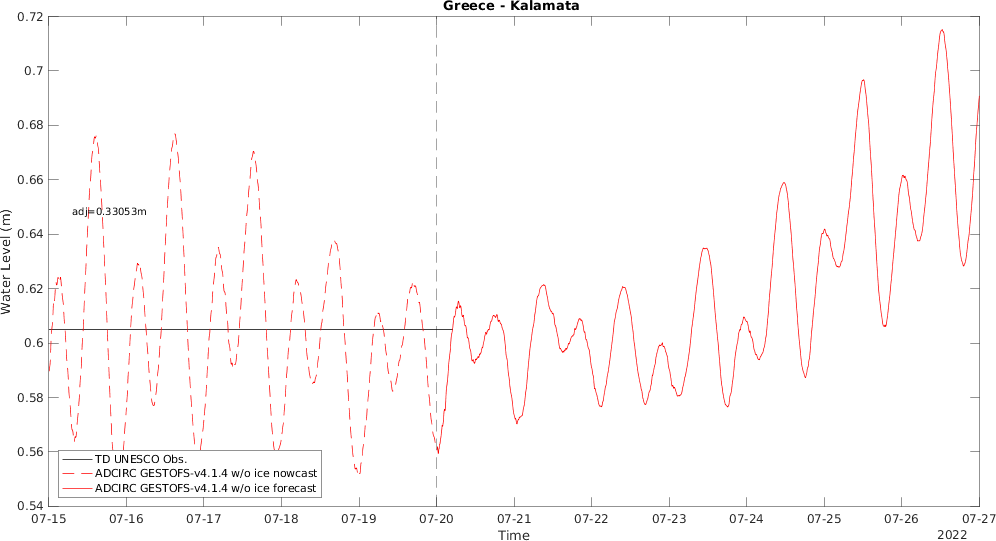 Greece - Kalamata
0.72
0.7
0.68
0.66
0.64
0.62
0.6
0.58
0.56
0.54
Water Level (m)
adj=0.33053m
TD UNESCO Obs.
ADCIRC GESTOFS-v4.1.4 w/o ice nowcast
ADCIRC GESTOFS-v4.1.4 w/o ice forecast
07-15 07-16 07-17 07-18 07-19 07-20 07-21 07-22 07-23 07-24 07-25 07-26 07-27
Time
2022